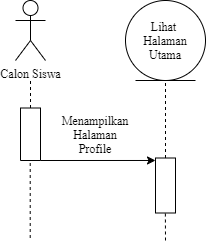 Lihat
Halaman
Utama
Calon Siswa
Menampilkan
Halaman
Profile